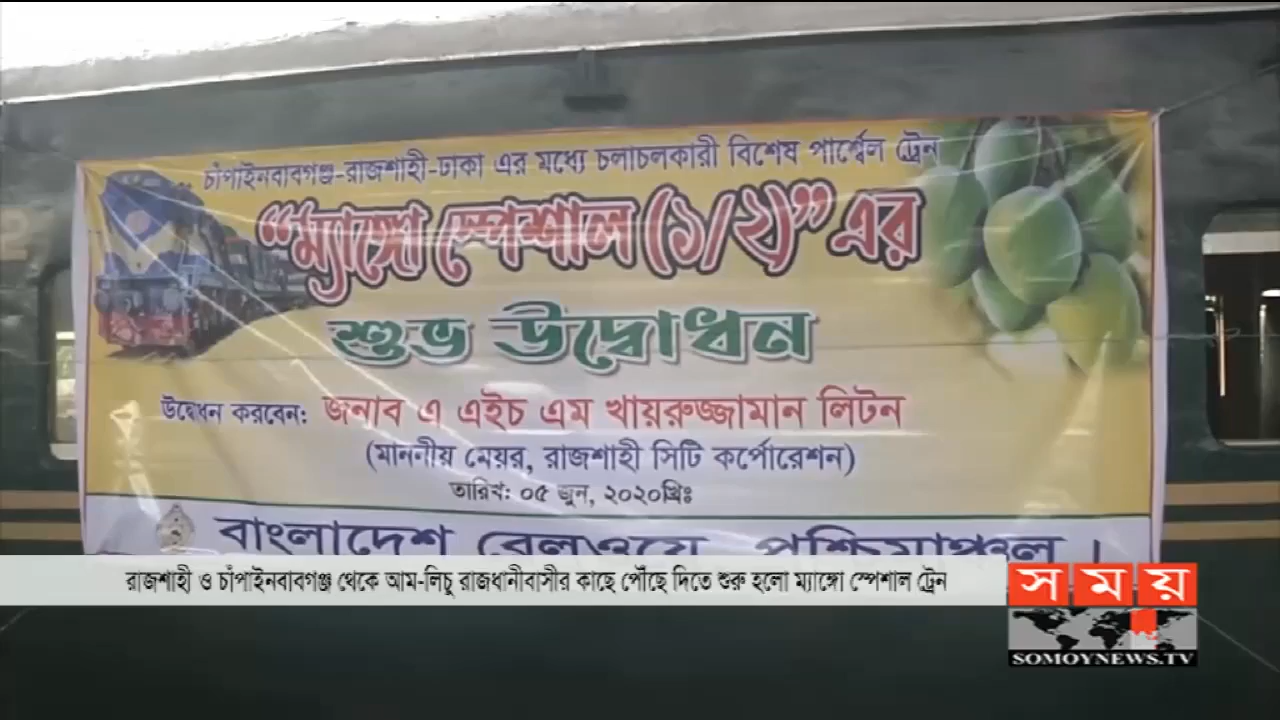 চাঁপাইনবাবগঞ্জ-রাজশাহী-ঢাকা এর মধ্যে চলাচলকারী বিশেষ পার্শ্বেল ট্রেন
“ম্যাঙ্গো স্পেশাল (১/২)” এর
শুভ উদ্বোধন
উদ্বোধন করবেন: জনাব এ এইচ এম খায়রুজ্জামান লিটন
(মাননীয় মেয়র, রাজশাহী সিটি কর্পোরেশন)
তারিখ: ০৫ জুন, ২০২০খ্রিঃ
বাংলাদেশ রেলওয়ে পশ্চিমাঞ্চল।
রাজশাহী ও চাঁপাইনবাবগঞ্জ থেকে আম-লিচু রাজধানীবাসীর কাছে পৌঁছে দিতে শুরু হলো ম্যাঙ্গো স্পেশাল ট্রেন
সময়
SOMOYNEWS.TV